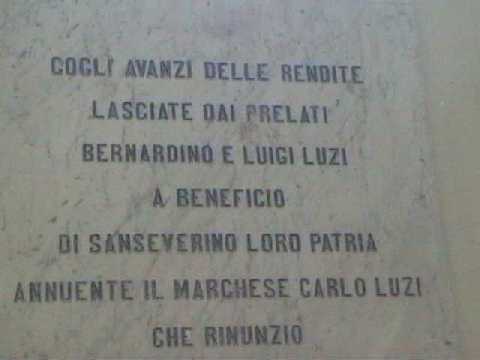 COGLI AVANZI DELLE RENDITE
LASCIATE DAI PRELATI
BERNARDINO E LUIGI LUZI
A BENEFICIO
DI SANSEVERINO LORO PATRIA
ANNUENTE IL MARCHESE CARLO LUZI
CHE RINUNZIO